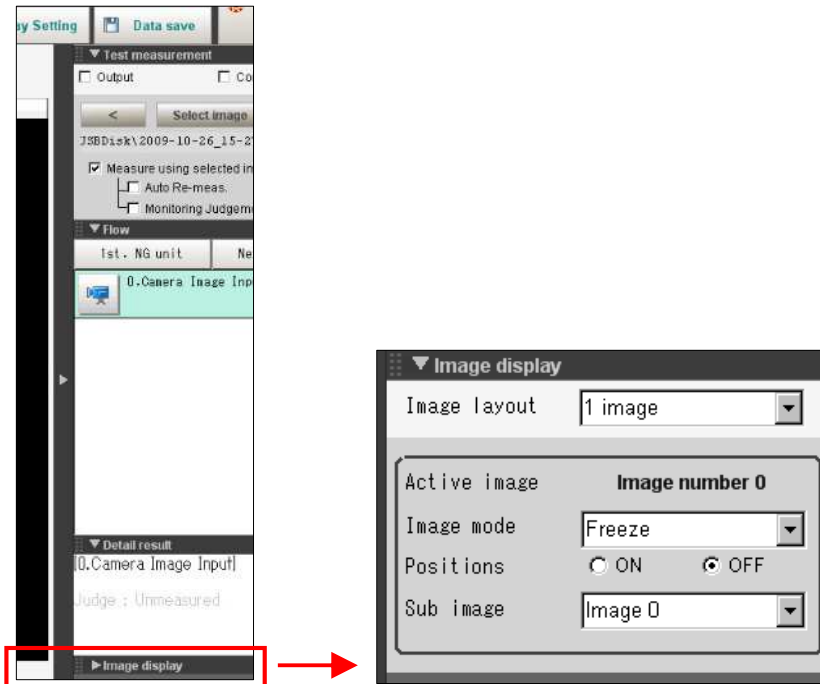 ay Setting Data save
▼ Test measurement
Output Co
< Select image
JSBDisk\2009-10-26_15-2
Measure using selected in
Auto Re-meas.
Monitoring Judgem
▼ Flow
1st. NG unit Ne
0.Camera Image Inp
▼ Detail result
0.Camera Image Input
Judge : Unmeasured
▶ Image display
▼ Image display
Image layout 1 image
Active image Image number 0
Image mode Freeze
Positions ON OFF
Sub image Image 0